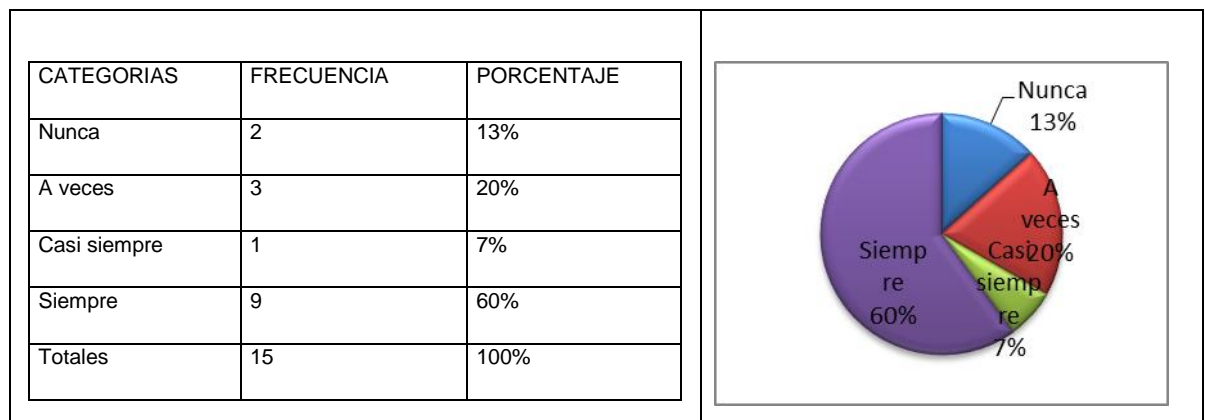 CATEGORIAS FRECUENCIA PORCENTAJE
Nunca 2 13%
A veces 3 20%
Casi siempre 1 7%
Siempre 9 60%
Totales 15 100%
Nunca
13%
A
veces
20%
Casi
siemp
re
7%
Siemp
re
60%